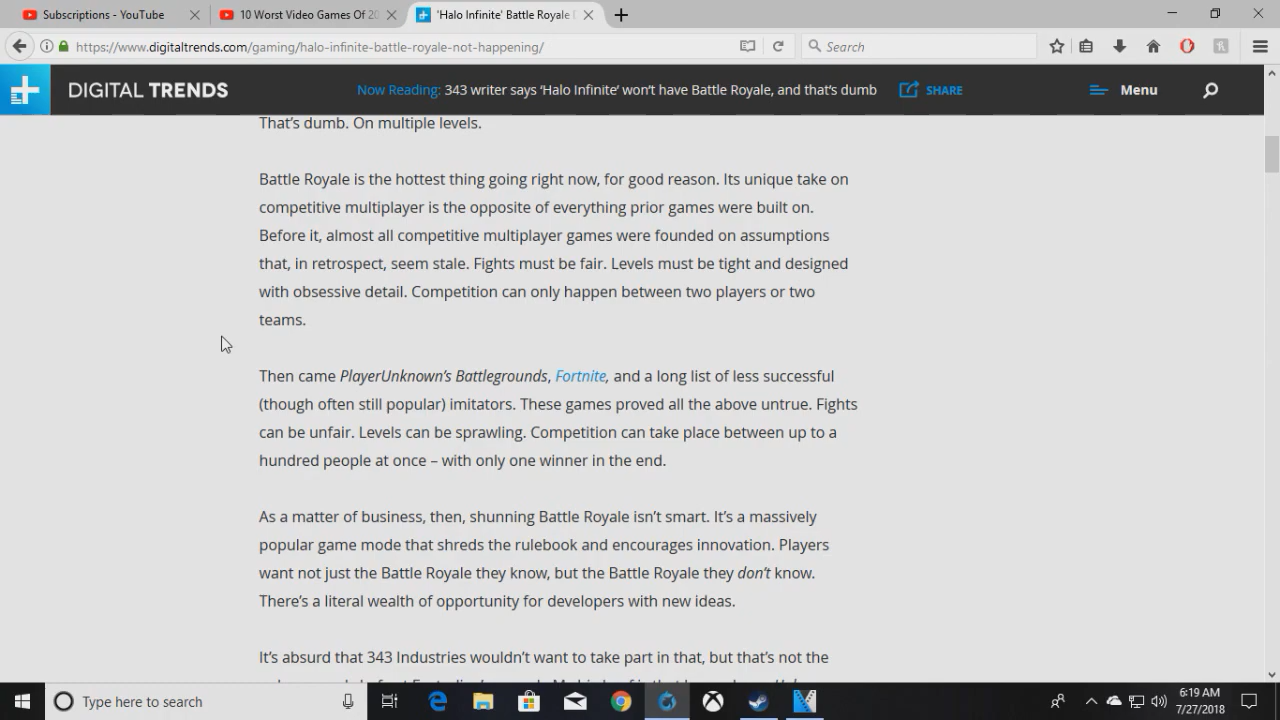 Subscriptions - YouTube
10 Worst Video Games Of 20
'Halo Infinite' Battle Royale
https://www.digitaltrends.com/gaming/halo-infinite-battle-royale-not-happening/
Search
DIGITAL TRENDS
Now Reading: 343 writer says ‘Halo Infinite’ won’t have Battle Royale, and that’s dumb
SHARE
Menu
That’s dumb. On multiple levels.
Battle Royale is the hottest thing going right now, for good reason. Its unique take on
competitive multiplayer is the opposite of everything prior games were built on.
Before it, almost all competitive multiplayer games were founded on assumptions
that, in retrospect, seem stale. Fights must be fair. Levels must be tight and designed
with obsessive detail. Competition can only happen between two players or two
teams.
Then came PlayerUnknown’s Battlegrounds, Fortnite, and a long list of less successful
(though often still popular) imitators. These games proved all the above untrue. Fights
can be unfair. Levels can be sprawling. Competition can take place between up to a
hundred people at once – with only one winner in the end.
As a matter of business, then, shunning Battle Royale isn’t smart. It’s a massively
popular game mode that shreds the rulebook and encourages innovation. Players
want not just the Battle Royale they know, but the Battle Royale they don’t know.
There’s a literal wealth of opportunity for developers with new ideas.
It’s absurd that 343 Industries wouldn’t want to take part in that, but that’s not the
Type here to search
6:19 AM
7/27/2018